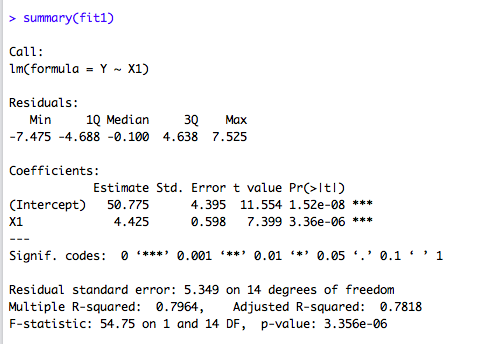 > summary(fit1)
Call:
lm(formula = Y ~ X1)
Residuals:
Min 1Q Median 3Q Max
-7.475 -4.688 -0.100 4.638 7.525
Coefficients:
Estimate Std. Error t value Pr(>|t|)
(Intercept) 50.775 4.395 11.554 1.52e-08 ***
X1 4.425 0.598 7.399 3.36e-06 ***
---
Signif. codes: 0 ‘***’ 0.001 ‘**’ 0.01 ‘*’ 0.05 ‘.’ 0.1 ‘ ’ 1
Residual standard error: 5.349 on 14 degrees of freedom
Multiple R-squared: 0.7964, Adjusted R-squared: 0.7818
F-statistic: 54.75 on 1 and 14 DF, p-value: 3.356e-06